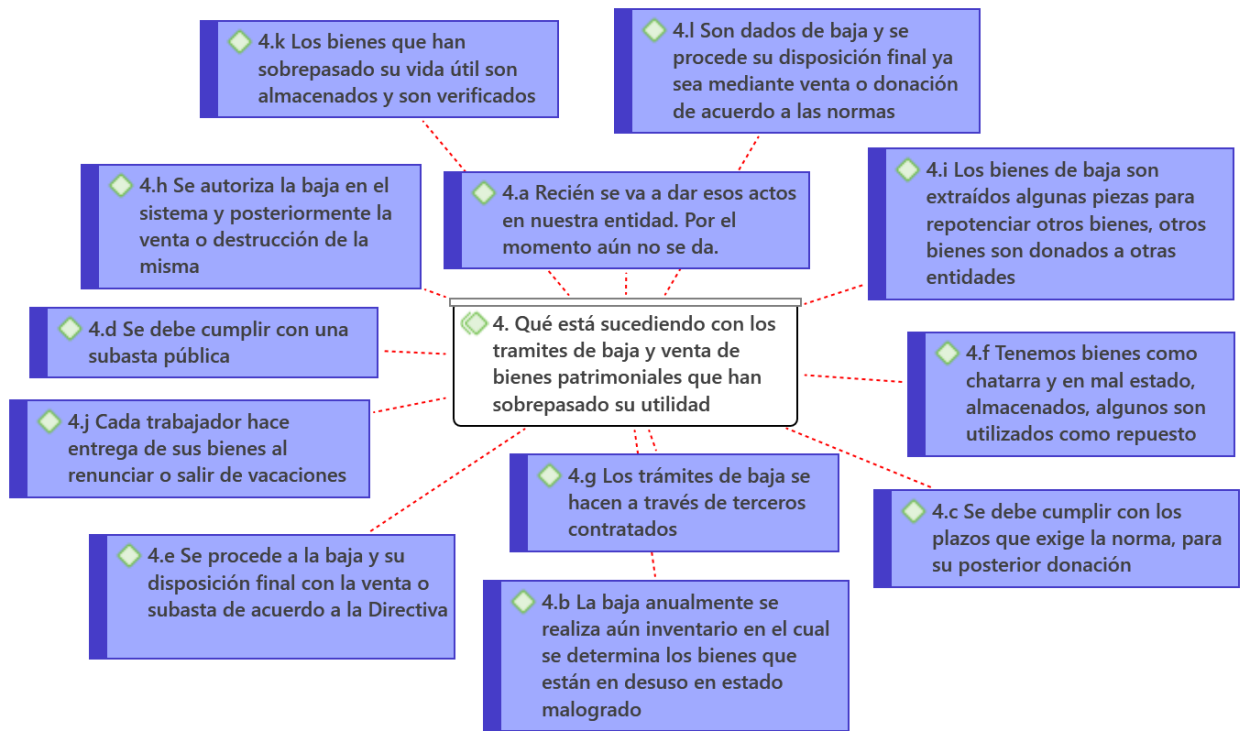 4.k Los bienes que han
sobrepasado su vida útil son
almacenados y son verificados
4.l Son dados de baja y se
procede su disposición final ya
sea mediante venta o donación
de acuerdo a las normas
4.h Se autoriza la baja en el
sistema y posteriormente la
venta o destrucción de la
misma
4.a Recién se va a dar esos actos
en nuestra entidad. Por el
momento aún no se da.
4.i Los bienes de baja son
extraídos algunas piezas para
repotenciar otros bienes, otros
bienes son donados a otras
entidades
4.d Se debe cumplir con una
subasta pública
4. Qué está sucediendo con los
tramites de baja y venta de
bienes patrimoniales que han
sobrepasado su utilidad
4.f Tenemos bienes como
chatarra y en mal estado,
almacenados, algunos son
utilizados como repuesto
4.j Cada trabajador hace
entrega de sus bienes al
renunciar o salir de vacaciones
4.g Los trámites de baja se
hacen a través de terceros
contratados
4.c Se debe cumplir con los
plazos que exige la norma, para
su posterior donación
4.e Se procede a la baja y su
disposición final con la venta o
subasta de acuerdo a la Directiva
4.b La baja anualmente se
realiza aún inventario en el cual
se determina los bienes que
están en desuso en estado
malogrado